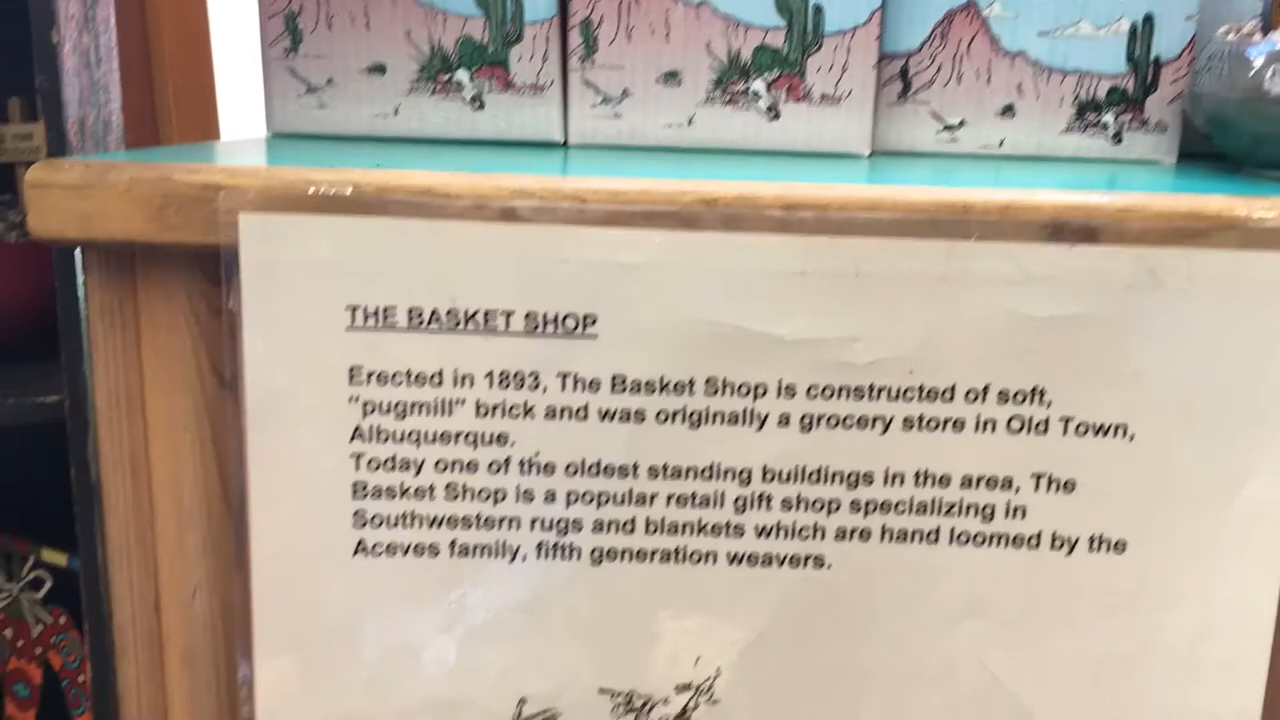 THE BASKET SHOP
Erected in 1893, The Basket Shop is constructed of soft,
"pugmill" brick and was originally a grocery store in Old Town,
Albuquerque.
Today one of the oldest standing buildings in the area, The
Basket Shop is a popular retail gift shop specializing in
Southwestern rugs and blankets which are hand loomed by the
Aceves family, fifth generation weavers.